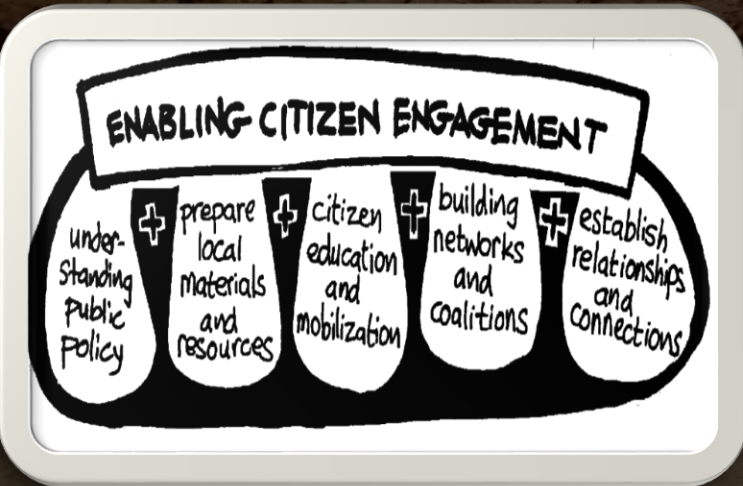 ENABLING CITIZEN ENGAGEMENT
under-
standing
public
policy
+
prepare
local
materials
and
resources
+
citizen
education
and
mobilization
+
building
networks
and
coalitions
+
establish
relationships
and
connections